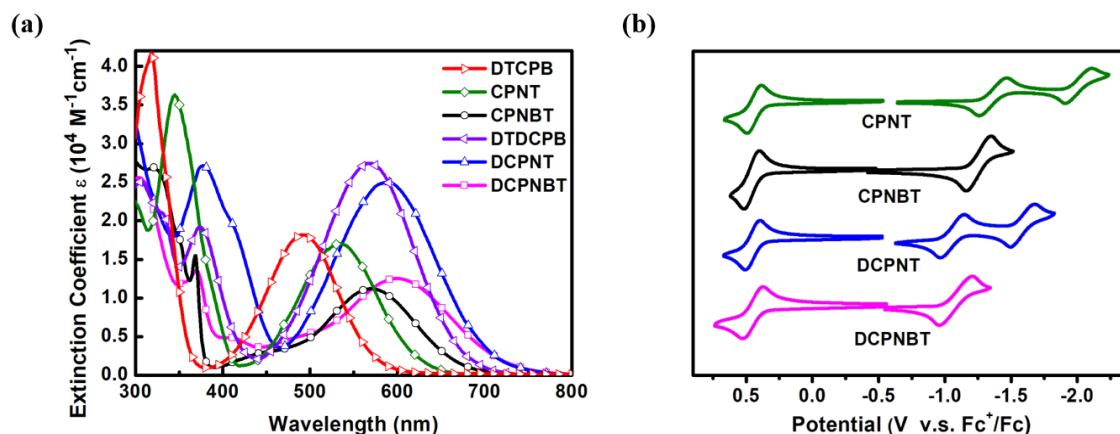 (a)
(b)
4.0
3.5
3.0
2.5
2.0
1.5
1.0
0.5
0.0
Extinction Coefficient ε (10⁴ M⁻¹cm⁻¹)
DTCPB
CPNT
CPNBT
DTDCPB
DCPNT
DCPNBT
300 400 500 600 700 800
Wavelength (nm)
CPNT
CPNBT
DCPNT
DCPNBT
0.5 0.0 -0.5 -1.0 -1.5 -2.0
Potential (V v.s. Fc⁺/Fc)